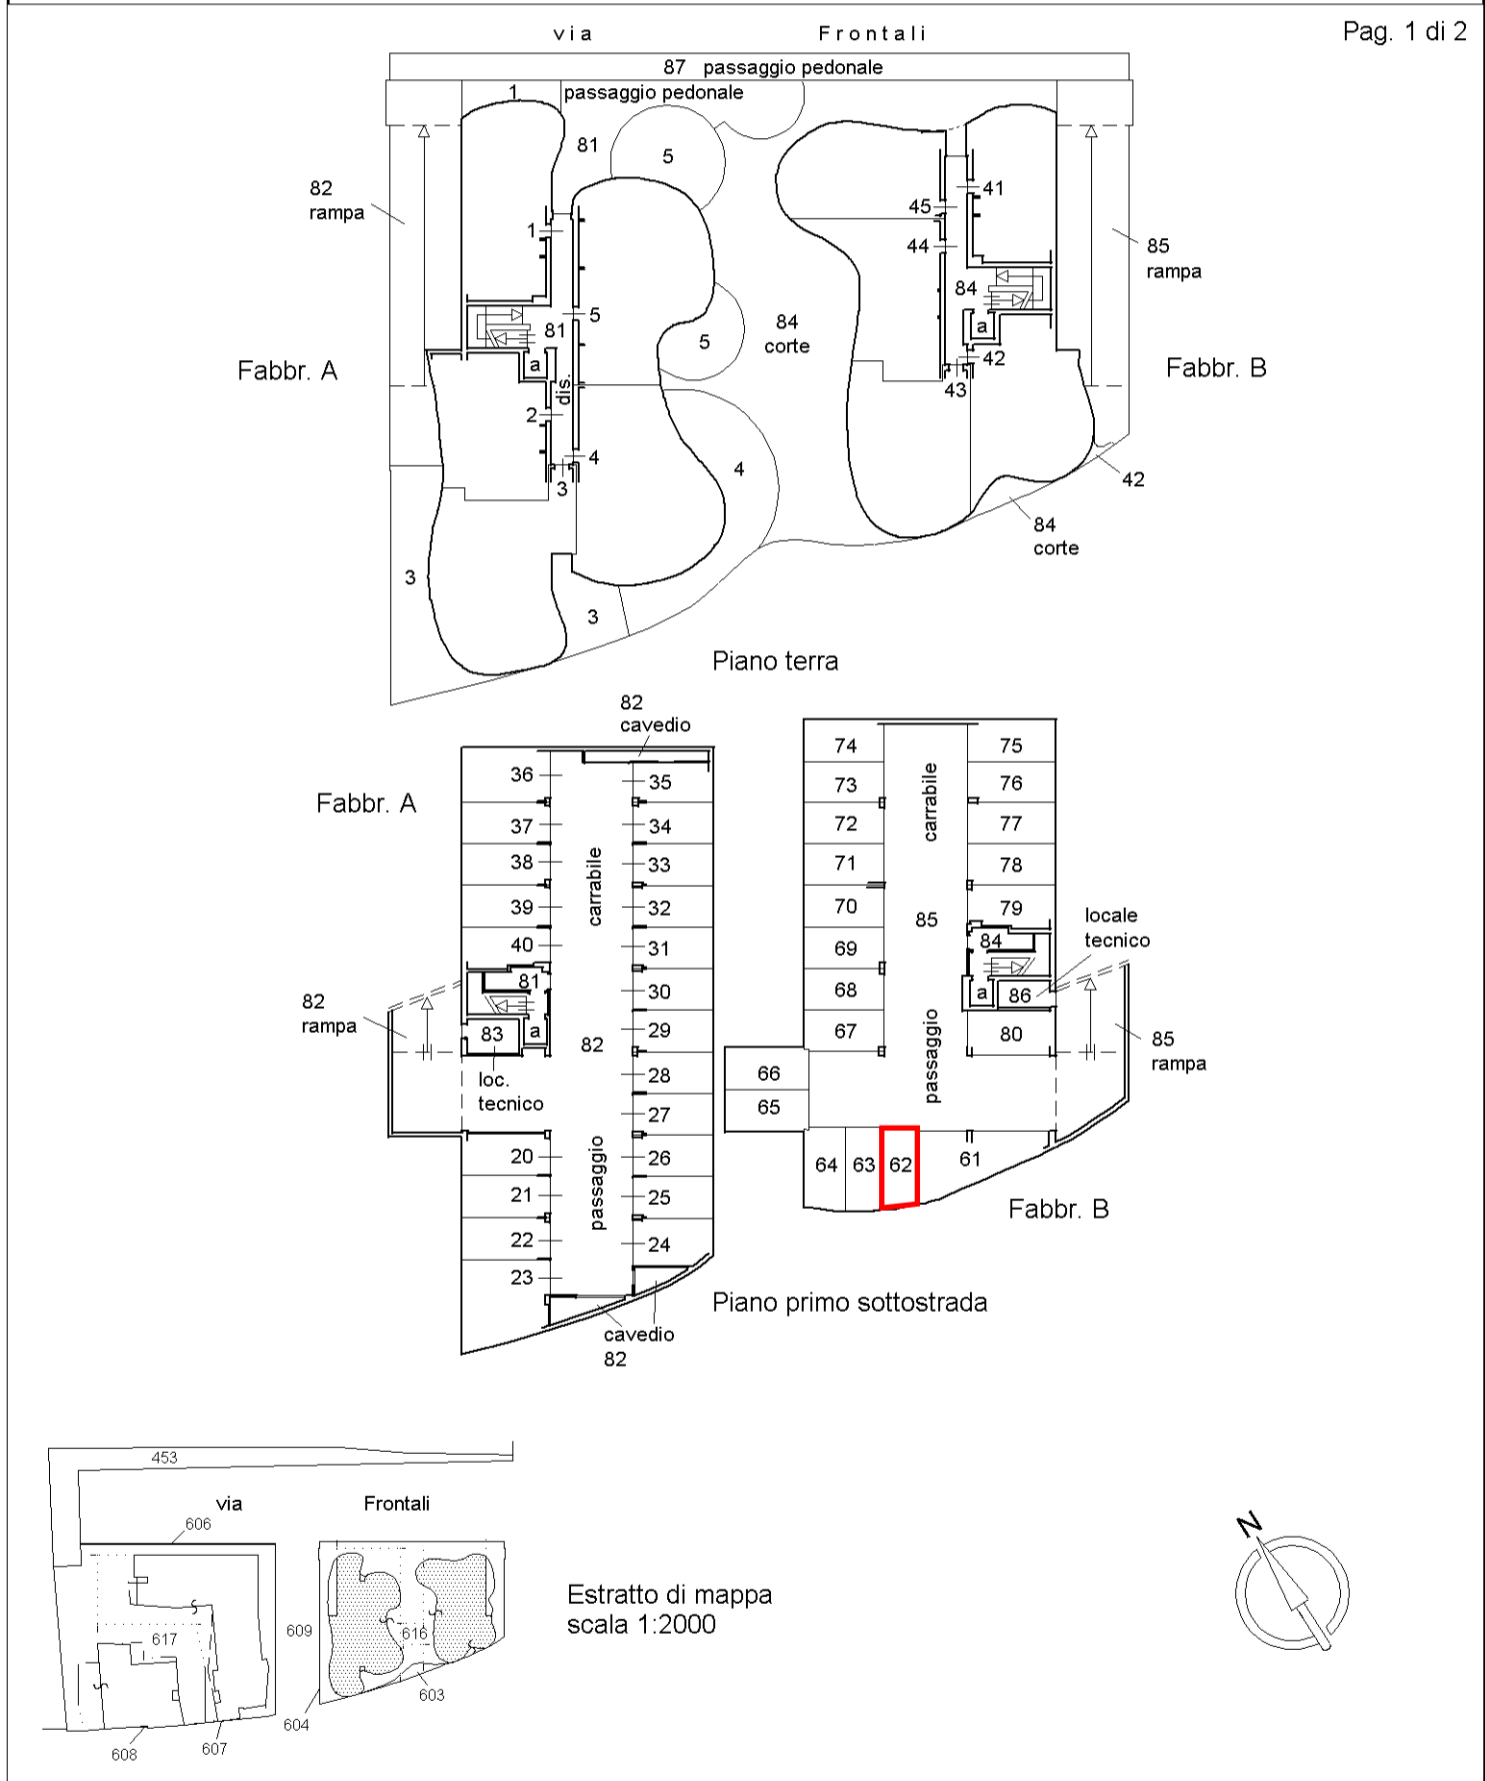 via Frontali
Pag. 1 di 2
87 passaggio pedonale
1 passaggio pedonale
81
5
82
rampa
1
5
81
a
dis.
2
4
3
3
3
5
4
Fabbr. A
84
corte
41
45
44
84
a
42
43
85
rampa
Fabbr. B
42
84
corte
Piano terra
82
cavedio
Fabbr. A
36
35
37
34
38
33
39
32
40
31
81
30
83
a
29
82
28
27
20
26
21
25
22
24
23
carrabile
passaggio
82
rampa
loc.
tecnico
cavedio
82
74
75
73
76
72
77
71
78
70
79
85
69
84
68
a
86
67
80
66
65
64
63
62
61
carrabile
passaggio
locale
tecnico
85
rampa
Fabbr. B
Piano primo sottostrada
453
via Frontali
606
617
609
616
603
604
607
608
Estratto di mappa
scala 1:2000
N